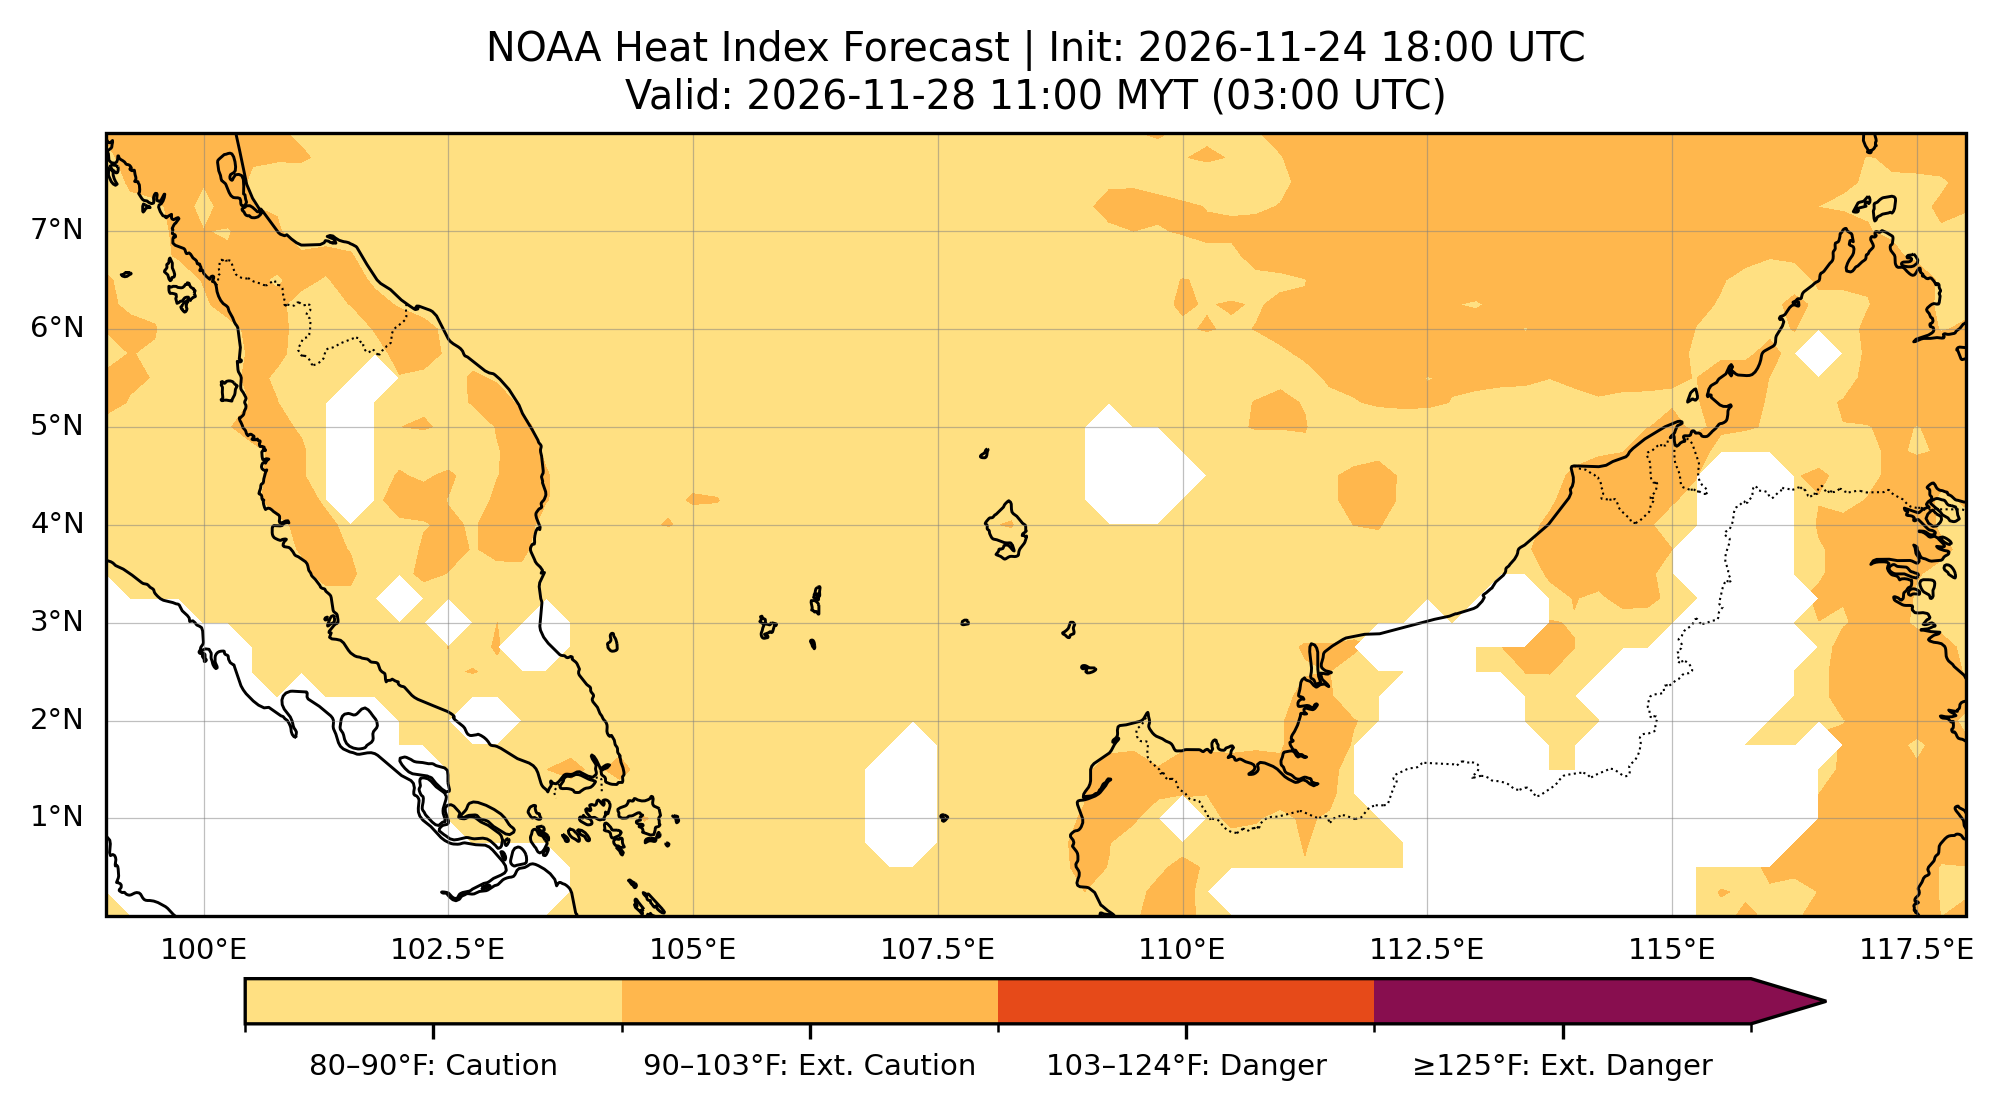 NOAA Heat Index Forecast | Init: 2026-11-24 18:00 UTC
Valid: 2026-11-28 11:00 MYT (03:00 UTC)
7°N
6°N
5°N
4°N
3°N
2°N
1°N
100°E
102.5°E
105°E
107.5°E
110°E
112.5°E
115°E
117.5°E
80–90°F: Caution
90–103°F: Ext. Caution
103–124°F: Danger
≥125°F: Ext. Danger